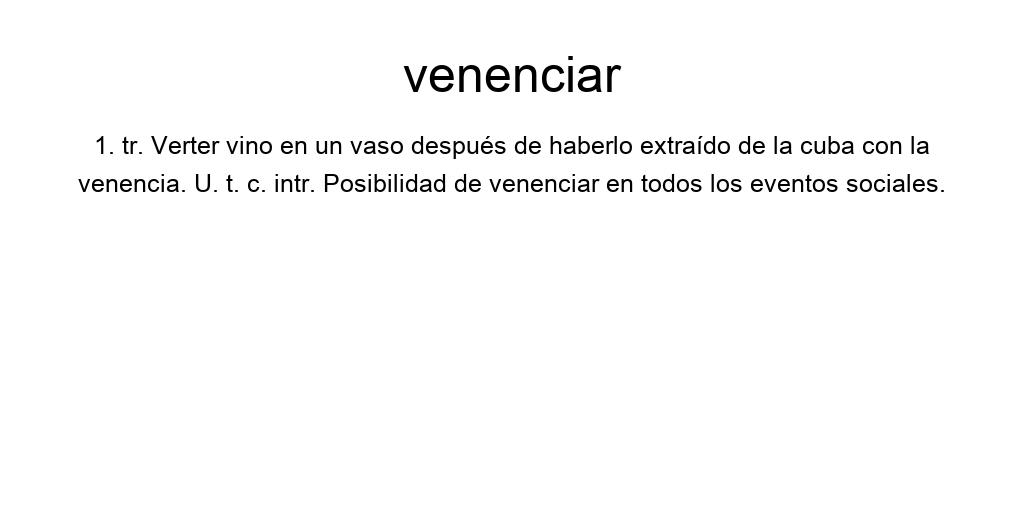 venenciar
1. tr. Verter vino en un vaso después de haberlo extraído de la cuba con la
venencia. U. t. c. intr. Posibilidad de venenciar en todos los eventos sociales.